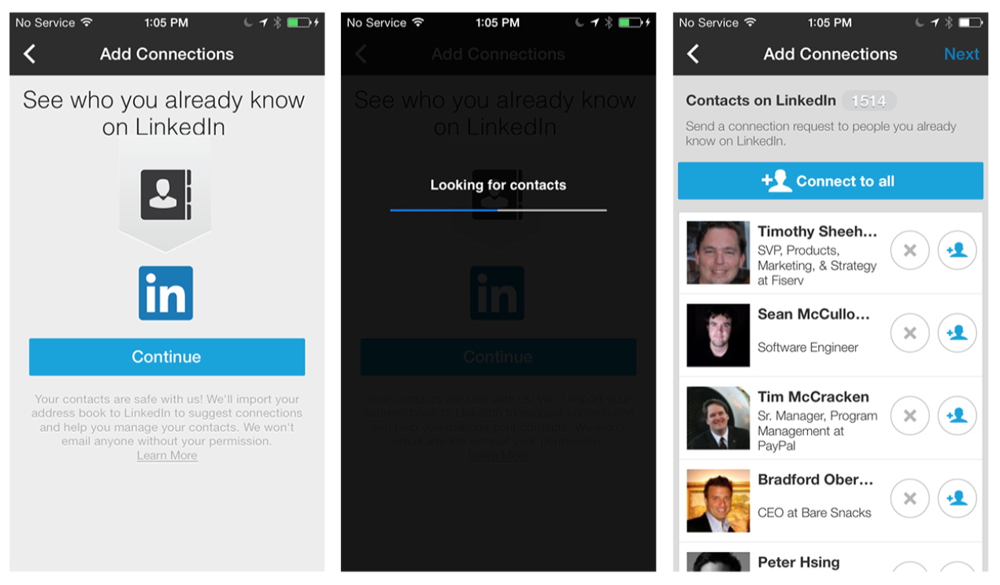 No Service 1:05 PM
Add Connections
See who you already know
on LinkedIn
in
Continue
Your contacts are safe with us! We'll import your
address book to LinkedIn to suggest connections
and help you manage your contacts. We won't
email anyone without your permission.
Learn More
No Service 1:05 PM
Add Connections
See who you already know
on LinkedIn
Looking for contacts
in
Continue
Your contacts are safe with us! We'll import your
address book to LinkedIn to suggest connections
and help you manage your contacts. We won't
email anyone without your permission.
Learn More
No Service 1:05 PM
Add Connections Next
Contacts on LinkedIn 1514
Send a connection request to people you already
know on LinkedIn.
Connect to all
Timothy Sheeh...
SVP, Products,
Marketing, & Strategy
at Fiserv
Sean McCullo...
Software Engineer
Tim McCracken
Sr. Manager, Program
Management at
PayPal
Bradford Ober...
CEO at Bare Snacks
Peter Hsing